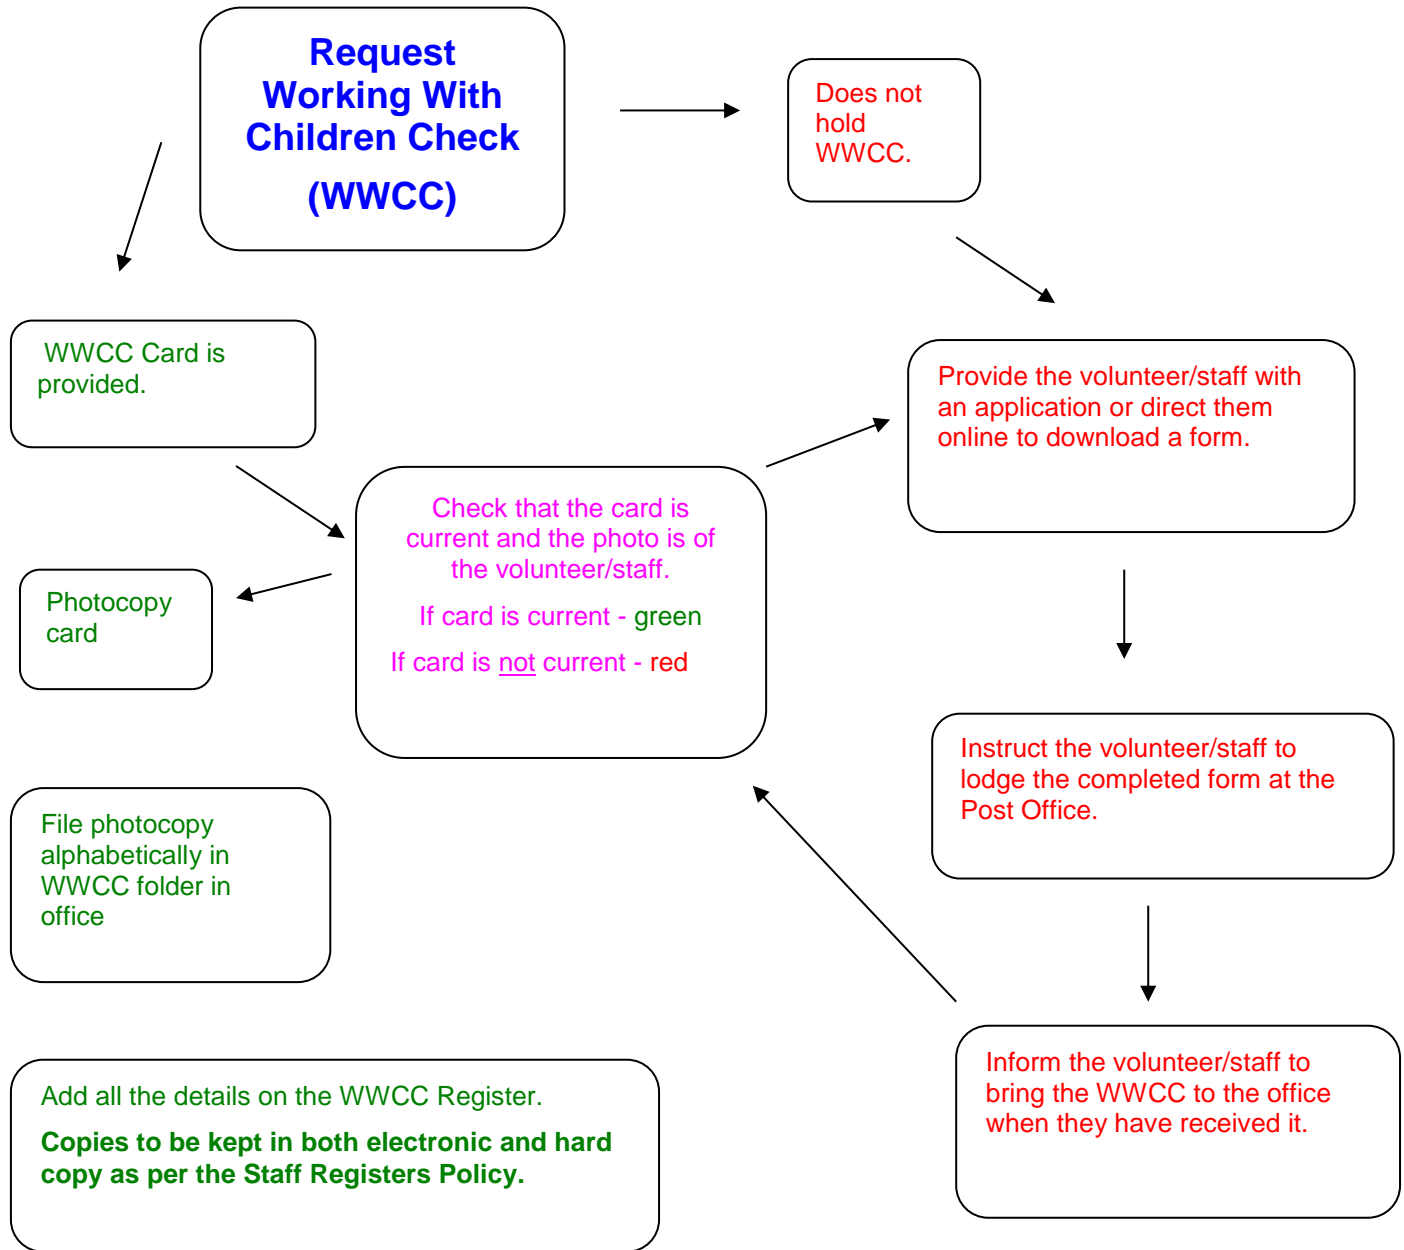 Request
Working With
Children Check
(WWCC)
Does not
hold
WWCC.
WWCC Card is
provided.
Provide the volunteer/staff with
an application or direct them
online to download a form.
Check that the card is
current and the photo is of
the volunteer/staff.
If card is current - green
If card is not current - red
Photocopy
card
Instruct the volunteer/staff to
lodge the completed form at the
Post Office.
File photocopy
alphabetically in
WWCC folder in
office
Inform the volunteer/staff to
bring the WWCC to the office
when they have received it.
Add all the details on the WWCC Register.
Copies to be kept in both electronic and hard
copy as per the Staff Registers Policy.